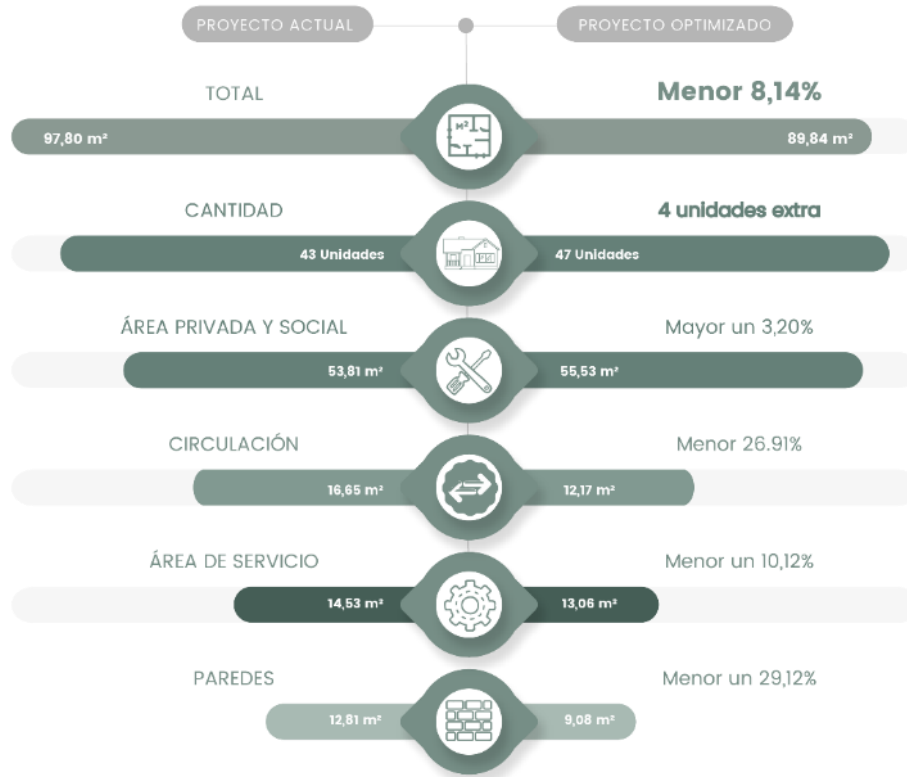 PROYECTO ACTUAL
PROYECTO OPTIMIZADO
TOTAL
Menor 8,14%
97,80 m²
M²
89,84 m²
CANTIDAD
4 unidades extra
43 Unidades
47 Unidades
ÁREA PRIVADA Y SOCIAL
Mayor un 3,20%
53,81 m²
55,53 m²
CIRCULACIÓN
Menor 26.91%
16,65 m²
12,17 m²
ÁREA DE SERVICIO
Menor un 10,12%
14,53 m²
13,06 m²
PAREDES
Menor un 29,12%
12,81 m²
9,08 m²